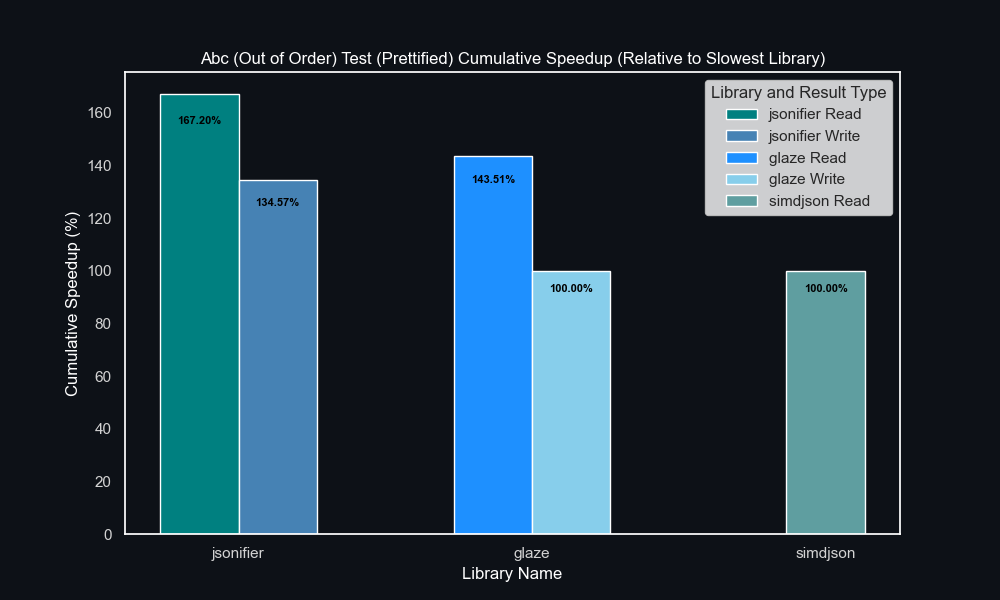 Abc (Out of Order) Test (Prettified) Cumulative Speedup (Relative to Slowest Library)
Library and Result Type
jsonifier Read
jsonifier Write
glaze Read
glaze Write
simdjson Read
Cumulative Speedup (%)
160
140
120
100
80
60
40
20
0
167.20%
134.57%
143.51%
100.00%
100.00%
jsonifier
glaze
simdjson
Library Name